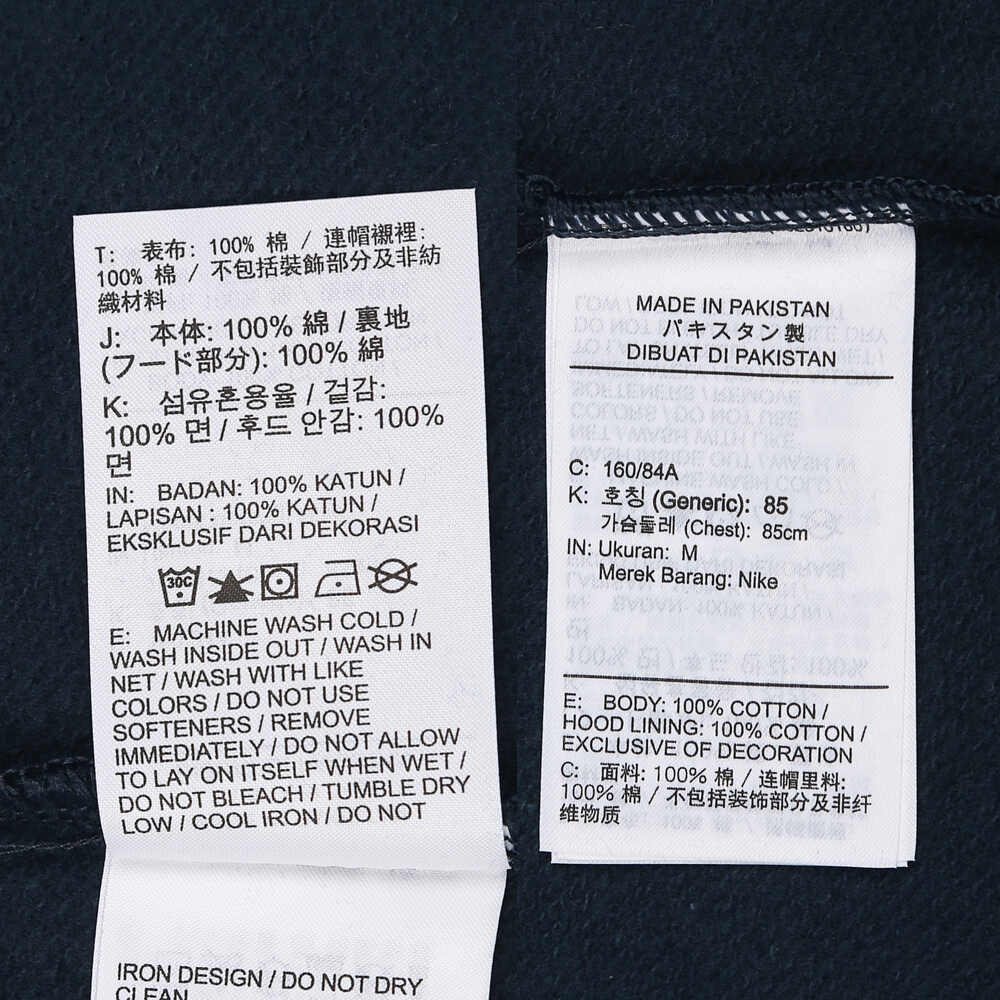 T: 表布: 100% 棉 / 連帽襯裡:
100% 棉 / 不包括裝飾部分及非紡
織材料
J: 本体: 100% 綿 / 裏地
(フード部分): 100% 綿
K: 섬유혼용율 / 겉감:
100% 면 / 후드 안감: 100%
면
IN: BADAN: 100% KATUN /
LAPISAN : 100% KATUN /
EKSKLUSIF DARI DEKORASI
30C
E: MACHINE WASH COLD /
WASH INSIDE OUT / WASH IN
NET / WASH WITH LIKE
COLORS / DO NOT USE
SOFTENERS / REMOVE
IMMEDIATELY / DO NOT ALLOW
TO LAY ON ITSELF WHEN WET /
DO NOT BLEACH / TUMBLE DRY
LOW / COOL IRON / DO NOT
IRON DESIGN / DO NOT DRY
CLEAN
MADE IN PAKISTAN
パキスタン製
DIBUAT DI PAKISTAN
C: 160/84A
K: 호칭 (Generic): 85
가슴둘레 (Chest): 85cm
IN: Ukuran: M
Merek Barang: Nike
E: BODY: 100% COTTON /
HOOD LINING: 100% COTTON /
EXCLUSIVE OF DECORATION
C: 面料: 100% 棉 / 连帽里料:
100% 棉 / 不包括装饰部分及非纤
维物质